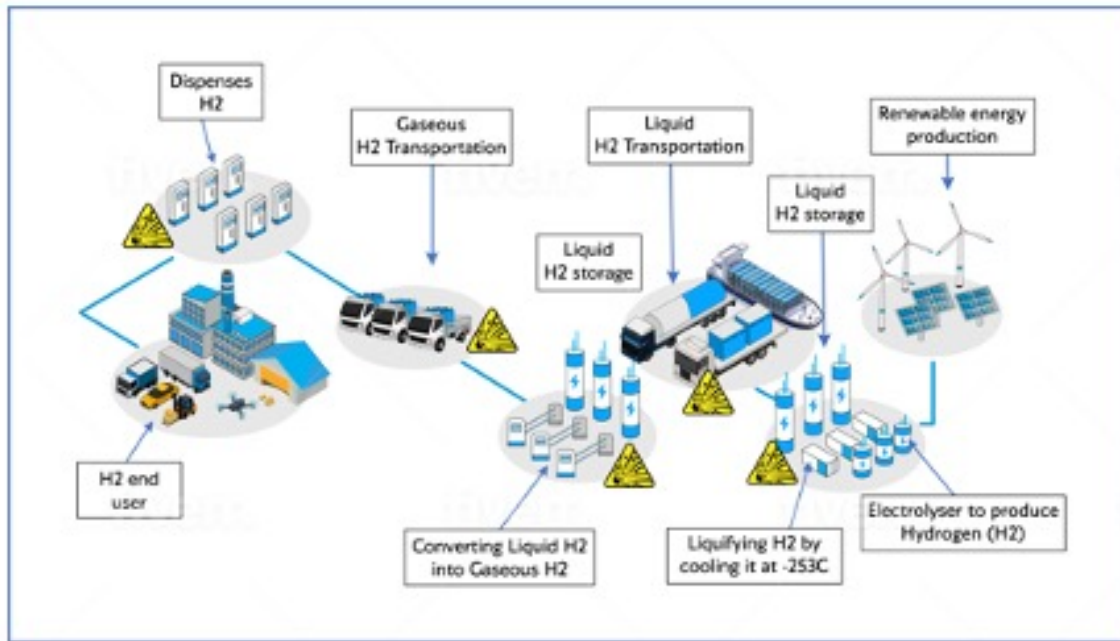 Dispenses
H2
Gaseous
H2 Transportation
Liquid
H2 Transportation
Renewable energy
production
Liquid
H2 storage
Liquid
H2 storage
H2 end
user
Converting Liquid H2
into Gaseous H2
Liquifying H2 by
cooling it at -253C
Electrolyser to produce
Hydrogen (H2)